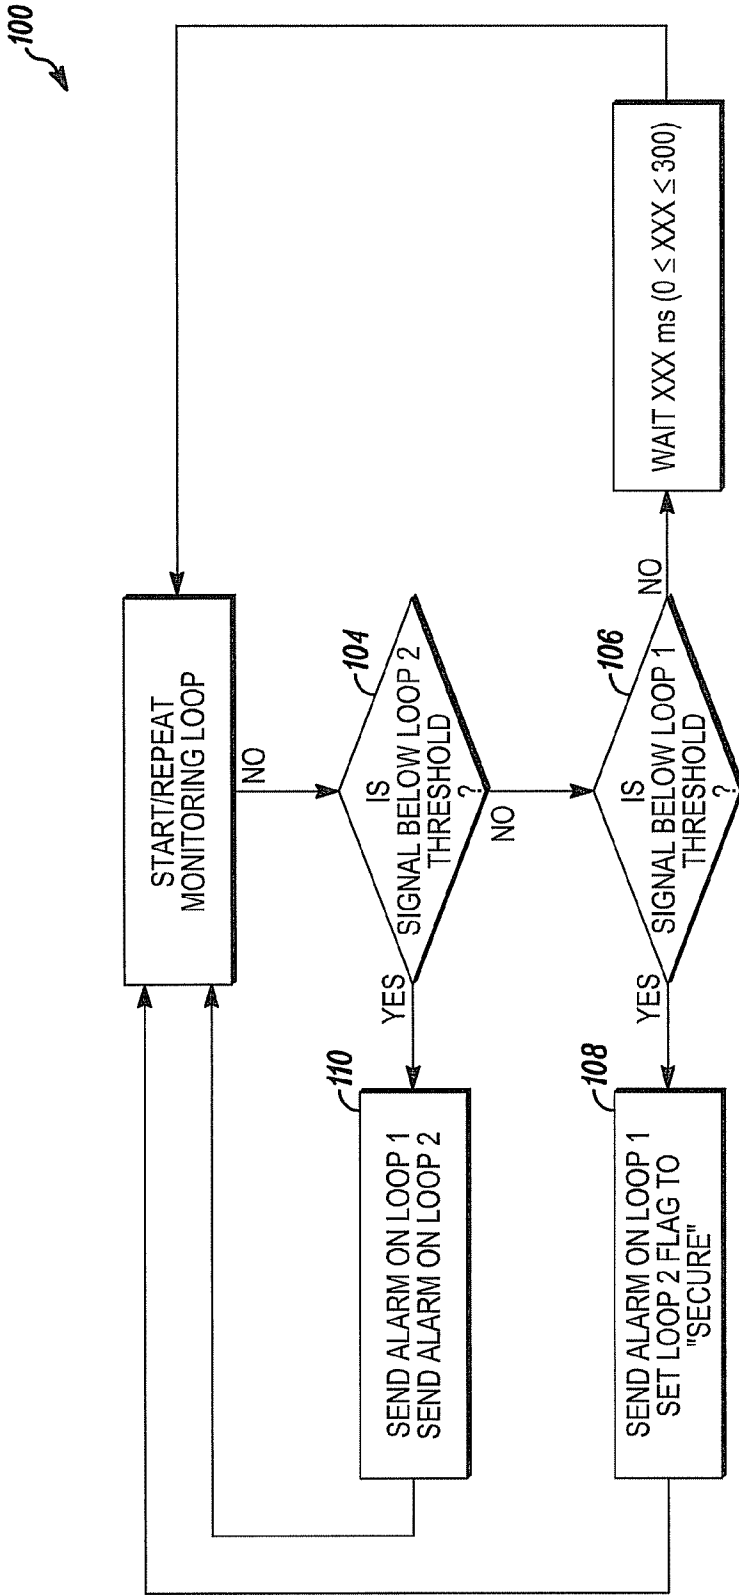 100
START/REPEAT
MONITORING LOOP
NO
104
IS
SIGNAL BELOW LOOP 2
THRESHOLD
?
YES
NO
110
SEND ALARM ON LOOP 1
SEND ALARM ON LOOP 2
106
IS
SIGNAL BELOW LOOP 1
THRESHOLD
?
YES
NO
108
SEND ALARM ON LOOP 1
SET LOOP 2 FLAG TO
"SECURE"
WAIT XXX ms (0 ≤ XXX ≤ 300)